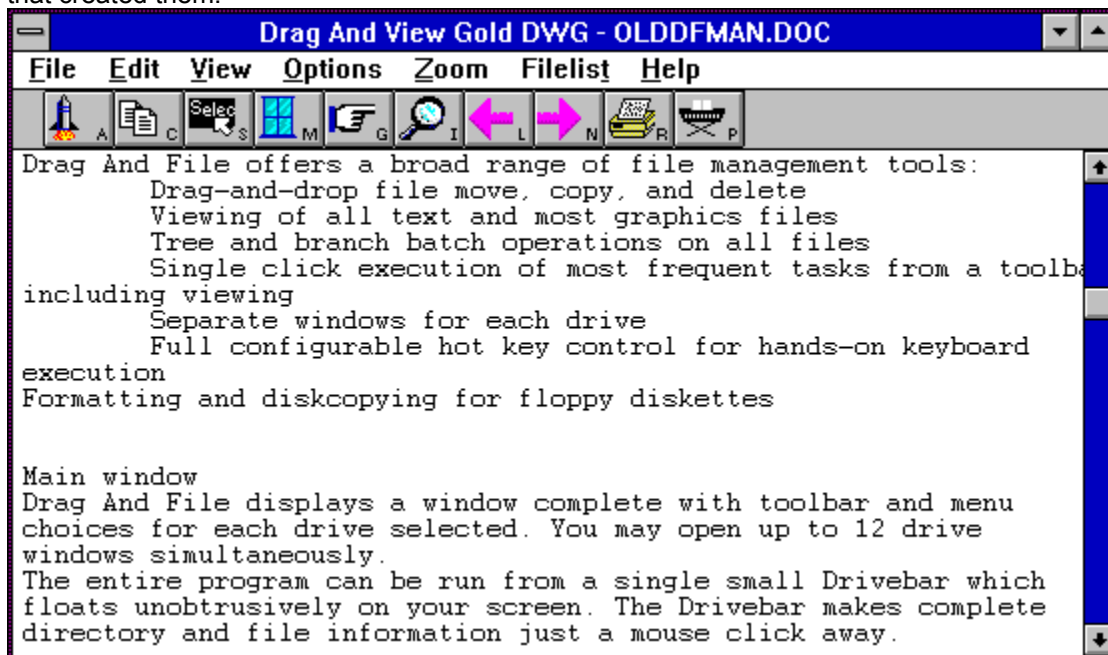 that created them.
Drag And View Gold DWG - OLDDFMAN.DOC
File Edit View Options Zoom Filelist Help
A C Selec S M G I L N R P
Drag And File offers a broad range of file management tools:
Drag-and-drop file move, copy, and delete
Viewing of all text and most graphics files
Tree and branch batch operations on all files
Single click execution of most frequent tasks from a toolba
including viewing
Separate windows for each drive
Full configurable hot key control for hands-on keyboard
execution
Formatting and diskcopying for floppy diskettes
Main window
Drag And File displays a window complete with toolbar and menu
choices for each drive selected. You may open up to 12 drive
windows simultaneously.
The entire program can be run from a single small Drivebar which
floats unobtrusively on your screen. The Drivebar makes complete
directory and file information just a mouse click away.